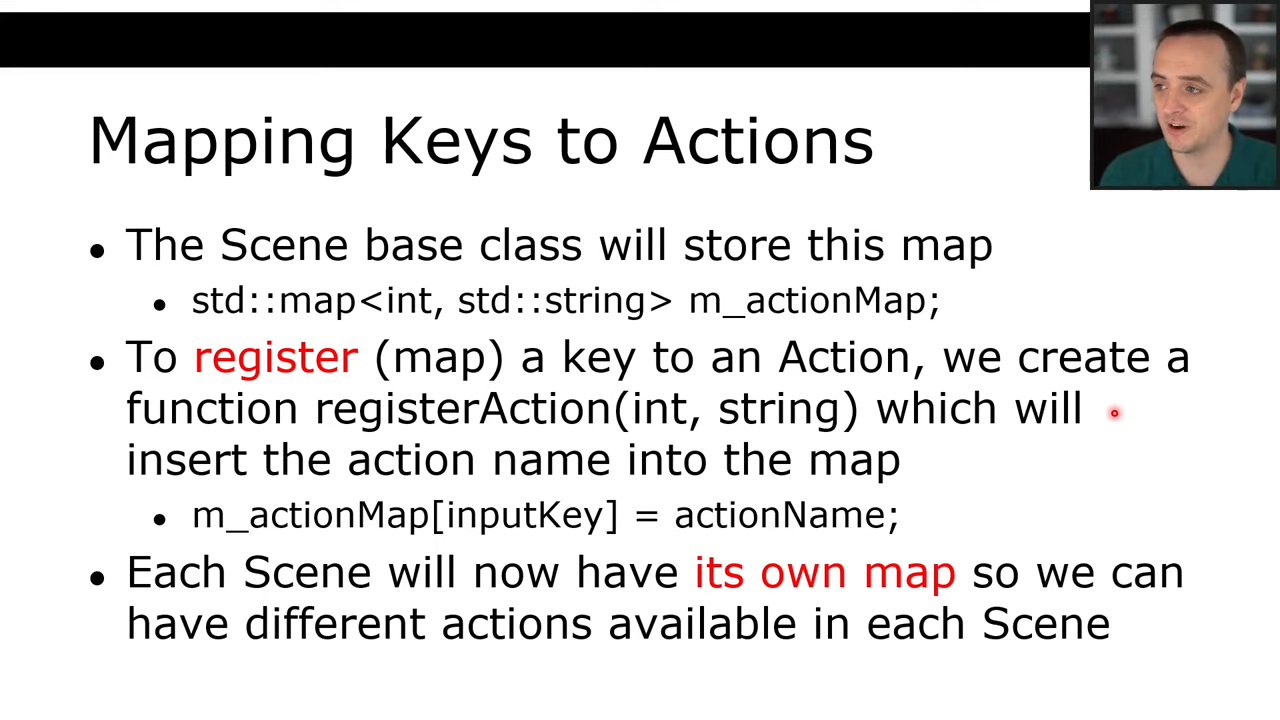 Mapping Keys to Actions
• The Scene base class will store this map
• std::map<int, std::string> m_actionMap;
• To register (map) a key to an Action, we create a
function registerAction(int, string) which will
insert the action name into the map
• m_actionMap[inputKey] = actionName;
• Each Scene will now have its own map so we can
have different actions available in each Scene